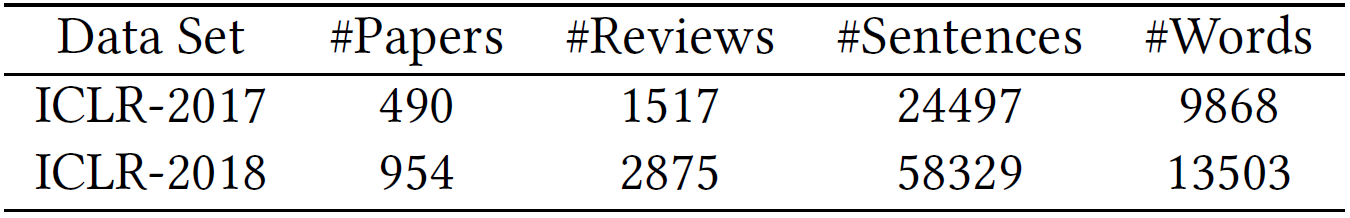 Data Set #Papers #Reviews #Sentences #Words
ICLR-2017 490 1517 24497 9868
ICLR-2018 954 2875 58329 13503